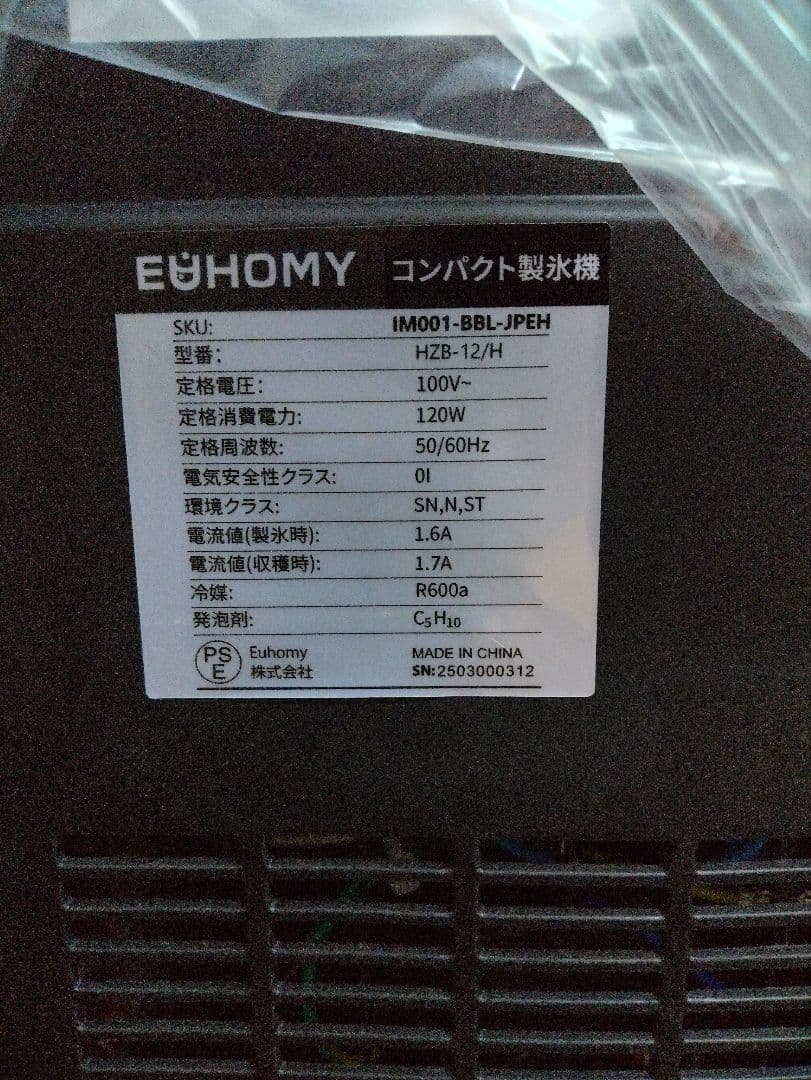 EUHOMY コンパクト製氷機
SKU: IM001-BBL-JPEH
型番: HZB-12/H
定格電圧: 100V~
定格消費電力: 120W
定格周波数: 50/60Hz
電気安全性クラス: 0I
環境クラス: SN,N,ST
電流値(製氷時): 1.6A
電流値(収穫時): 1.7A
冷媒: R600a
発泡剤: C₅H₁₀
PS E Euhomy 株式会社
MADE IN CHINA
SN:2503000312